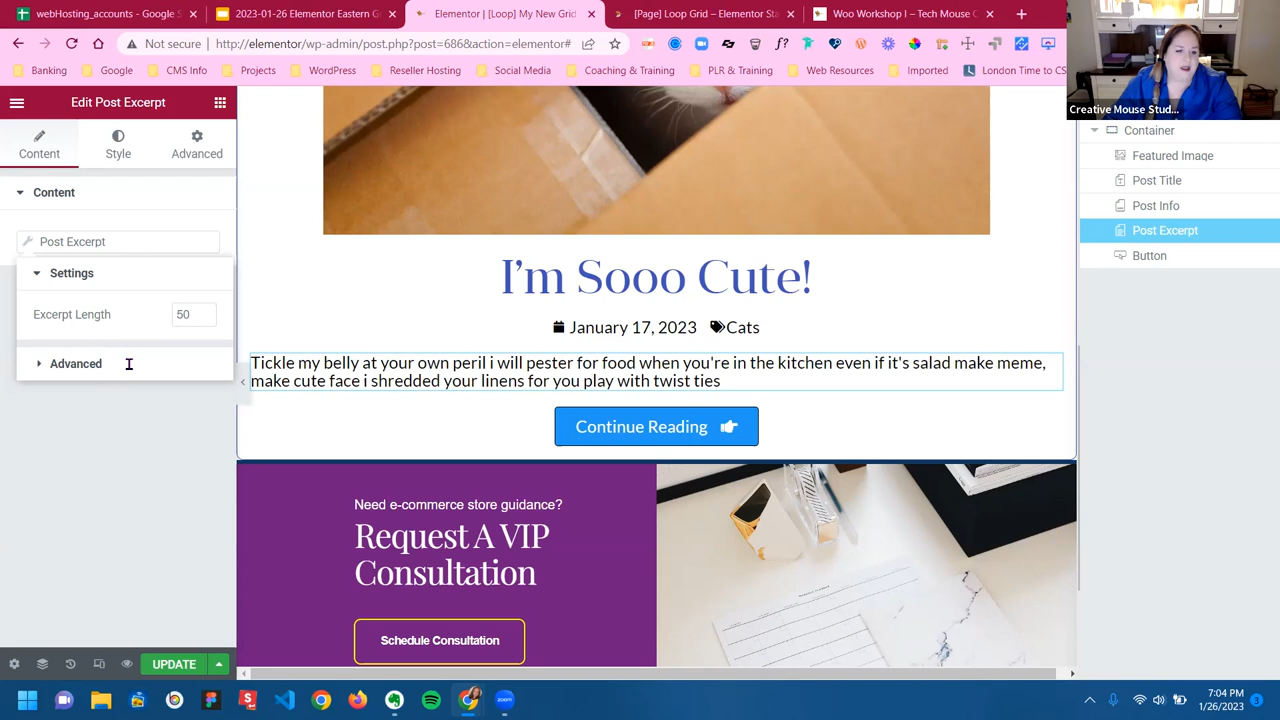 webHosting_accounts - Google S
2023-01-26 Elementor Eastern G
Elementor | [Loop] My New Grid
[Page] Loop Grid – Elementor Sta
Woo Workshop I – Tech Mouse C
Not secure
http://elementor/wp-admin/post.php?post=686&action=elementor#
Banking
Google
CMS Info
Projects
WordPress
Reseller Hosting
Social Media
Coaching & Training
PLR & Training
Web Resources
Imported
London Time to CS
Creative Mouse Stud...
Edit Post Excerpt
Content
Style
Advanced
Content
Post Excerpt
Settings
Excerpt Length
50
Advanced
I'm Sooo Cute!
January 17, 2023
Cats
Tickle my belly at your own peril i will pester for food when you're in the kitchen even if it's salad make meme,
make cute face i shredded your linens for you play with twist ties
Continue Reading
Need e-commerce store guidance?
Request A VIP
Consultation
Schedule Consultation
Container
Featured Image
Post Title
Post Info
Post Excerpt
Button
UPDATE
7:04 PM
1/26/2023
3